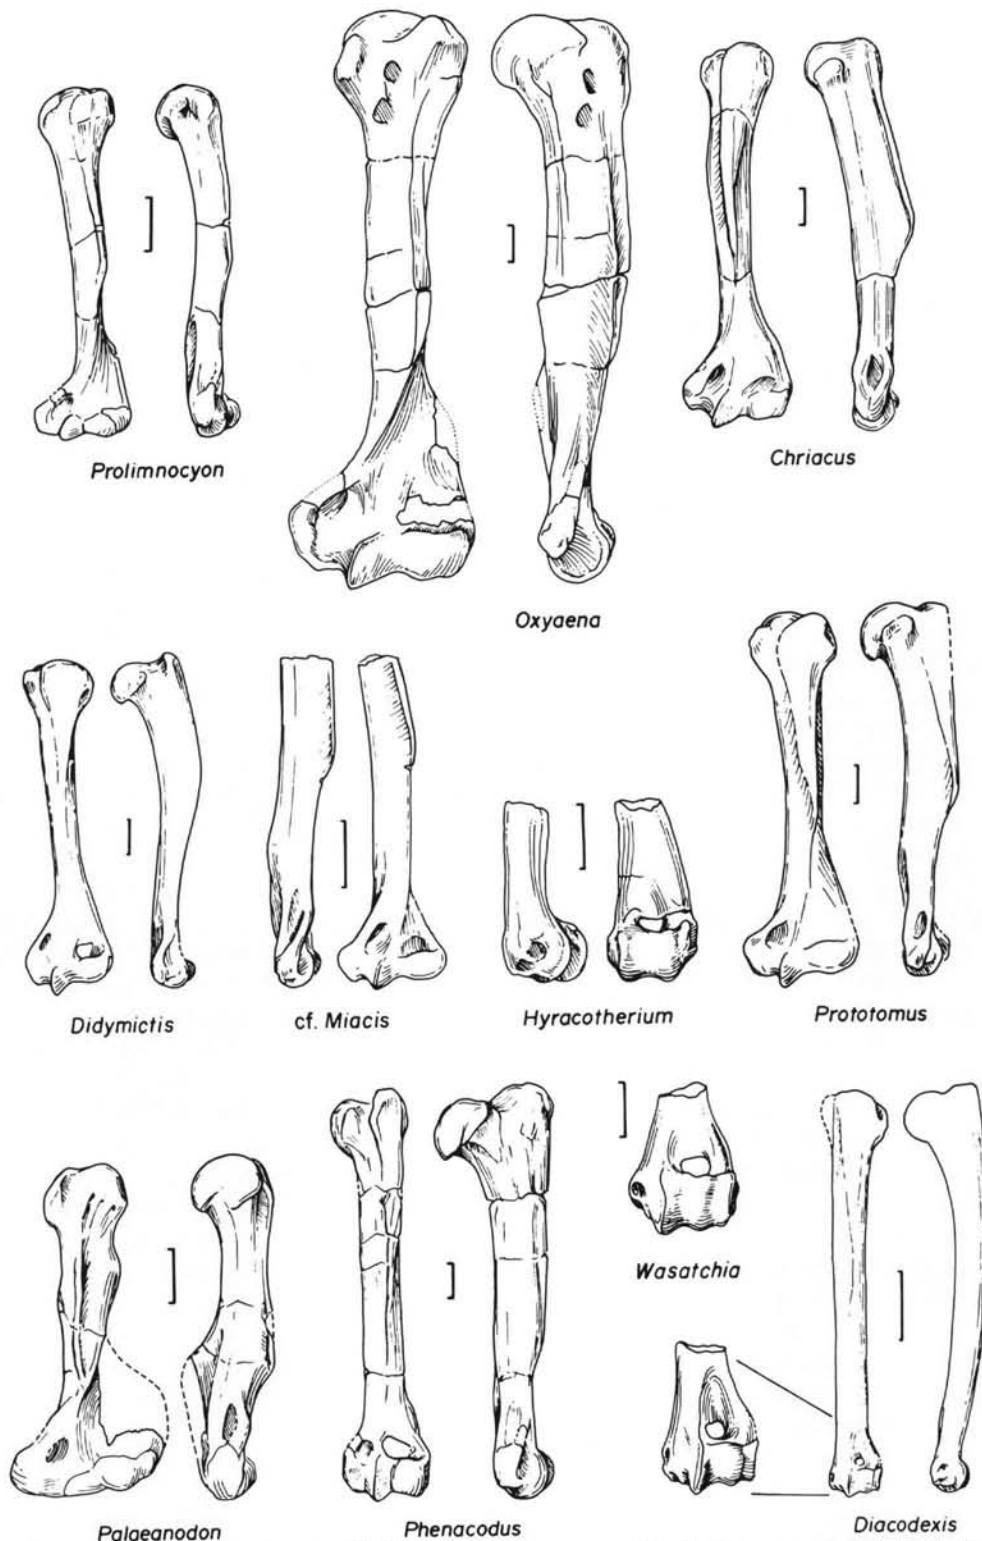 Prolimnocyon
Chriacus
Oxyaena
Didymictis
cf. Miacis
Hyracotherium
Prototomus
Wasatchia
Palaeanodon
Phenacodus
Diacodexis